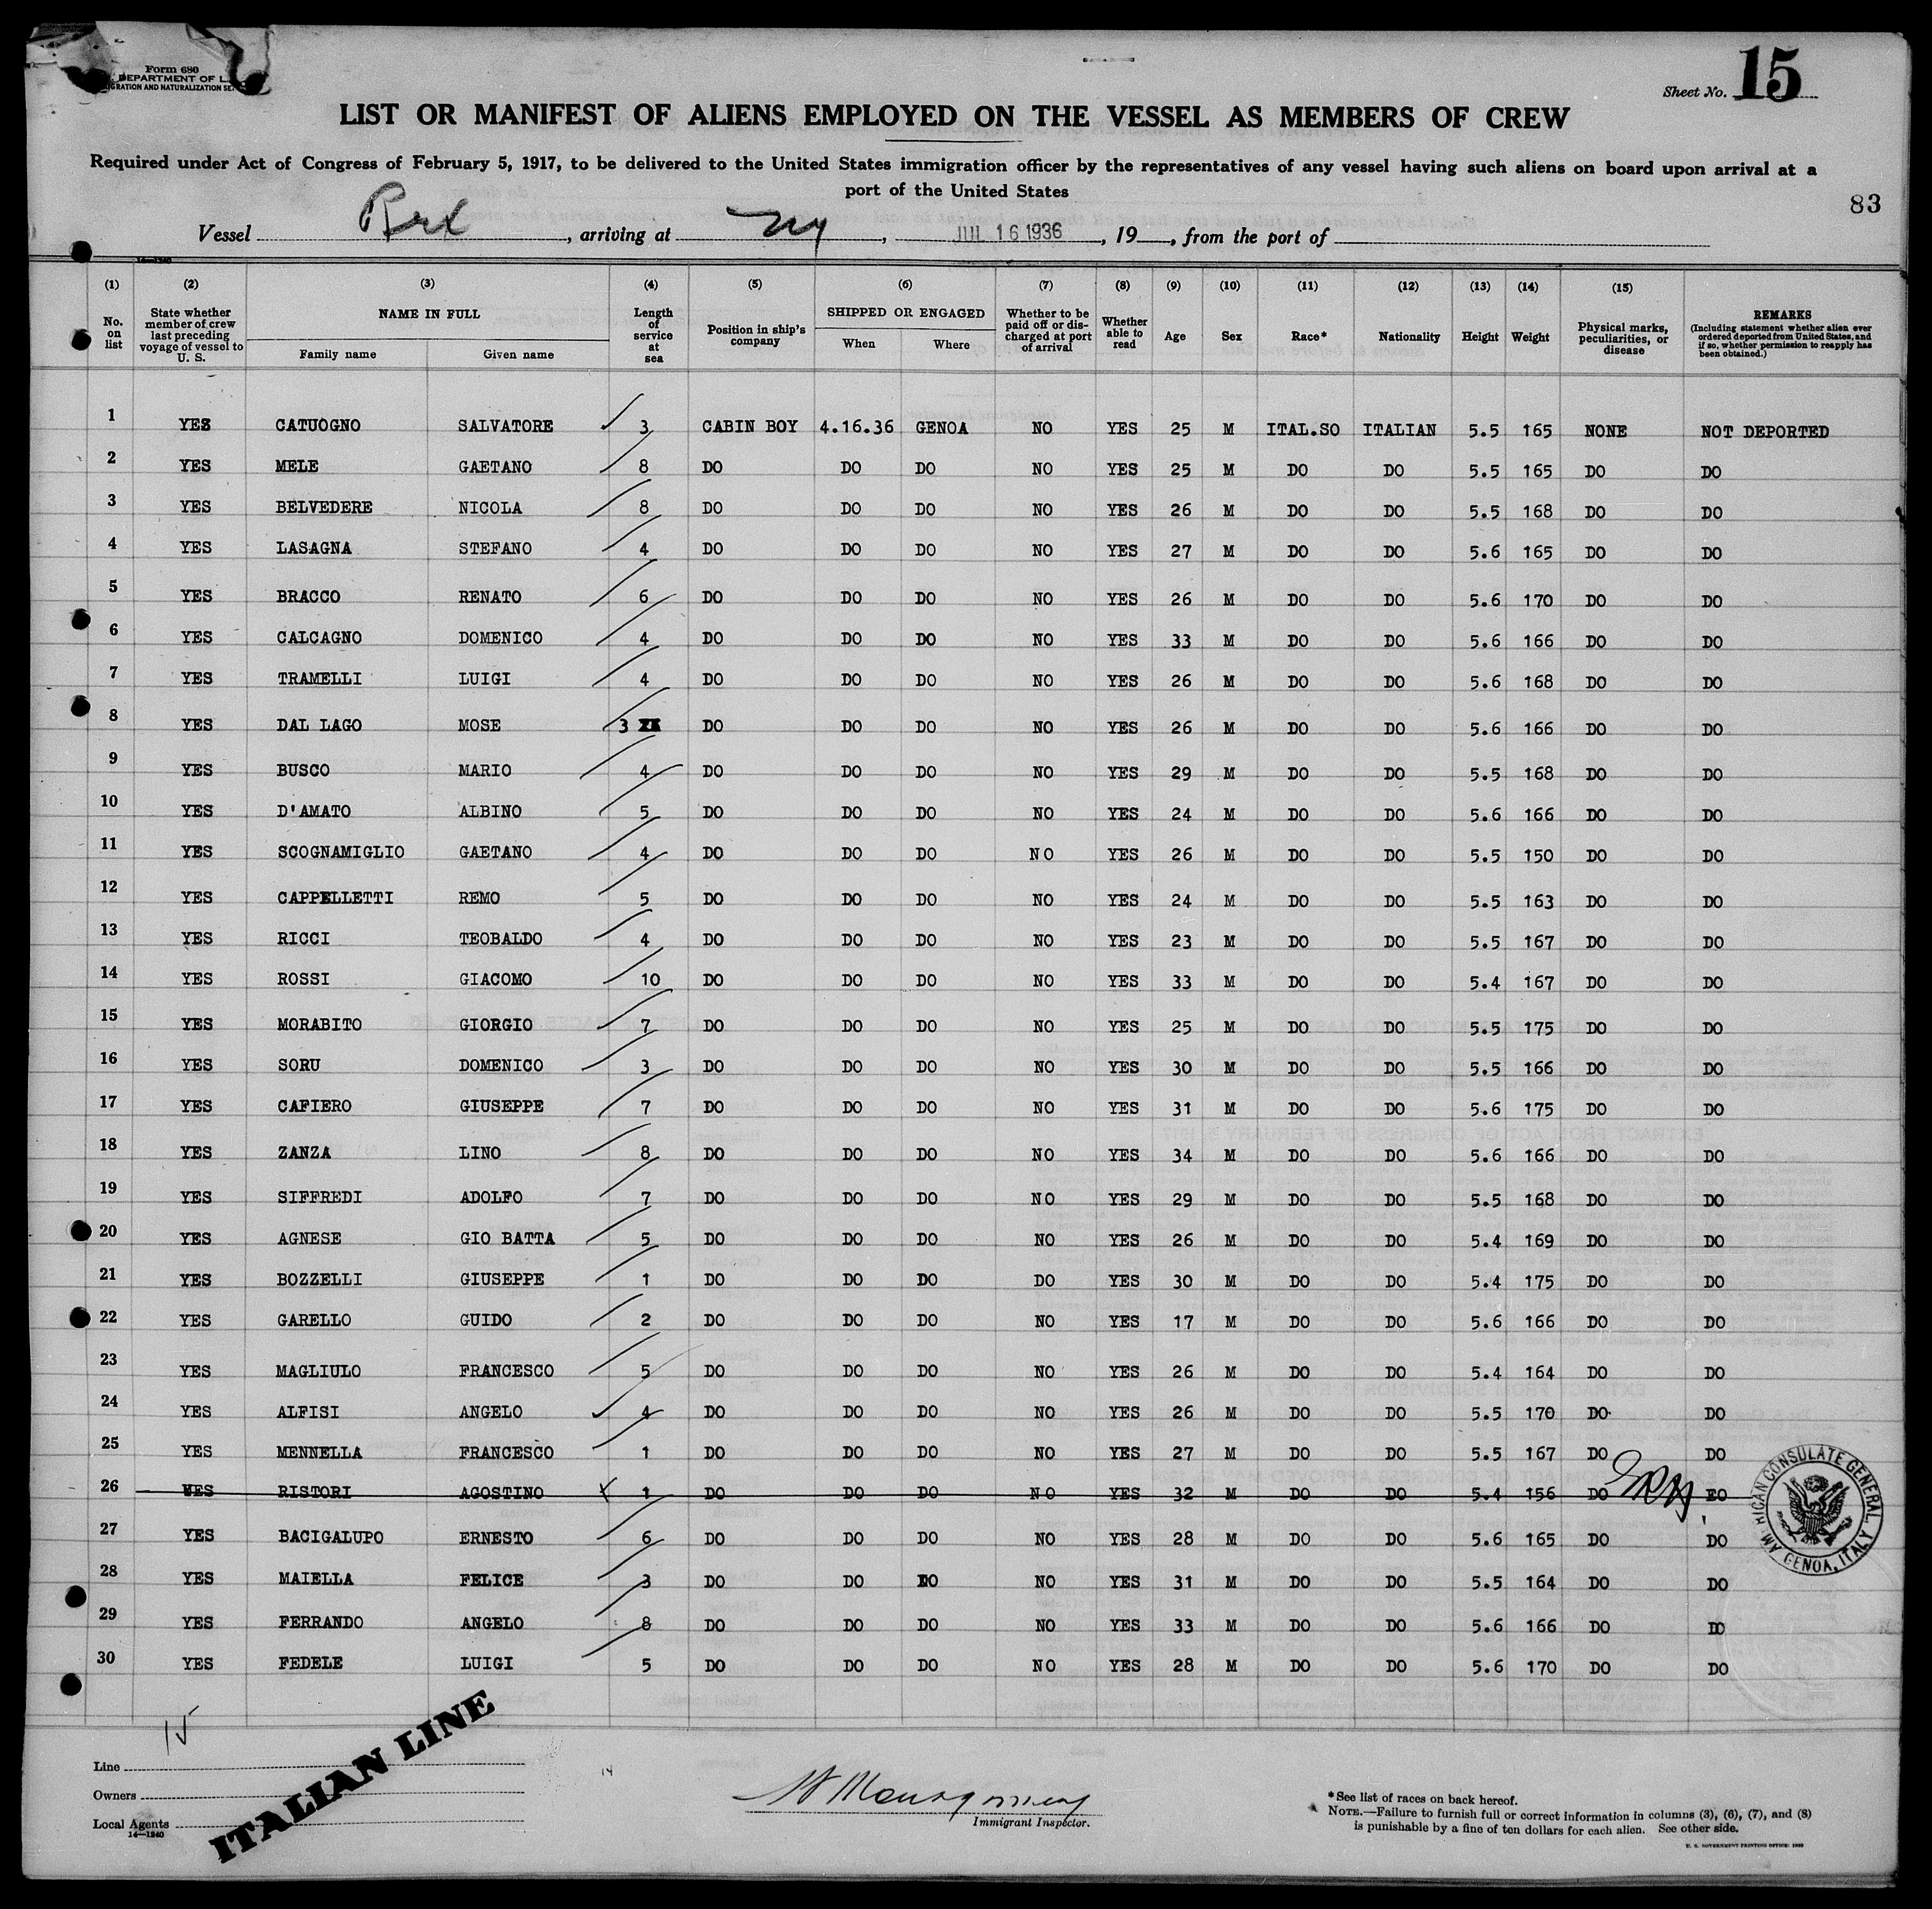 Form 680
DEPARTMENT OF L
GRATION AND NATURALIZATION SE
Sheet No. 15
LIST OR MANIFEST OF ALIENS EMPLOYED ON THE VESSEL AS MEMBERS OF CREW
Required under Act of Congress of February 5, 1917, to be delivered to the United States immigration officer by the representatives of any vessel having such aliens on board upon arrival at a
port of the United States
83
Vessel Rex, arriving at NY, JUL 16 1936, 19, from the port of
14-1240
(1) (2) (3) (4) (5) (6) (7) (8) (9) (10) (11) (12) (13) (14) (15)
No. on list State whether member of crew last preceding voyage of vessel to U. S. NAME IN FULL Family name Given name Length of service at sea Position in ship's company SHIPPED OR ENGAGED When Where Whether to be paid off or discharged at port of arrival Whether able to read Age Sex Race* Nationality Height Weight Physical marks, peculiarities, or disease REMARKS (Including statement whether alien ever ordered deported from United States, and if so, whether permission to reapply has been obtained.)
1 YES CATUOGNO SALVATORE 3 CABIN BOY 4.16.36 GENOA NO YES 25 M ITAL.SO ITALIAN 5.5 165 NONE NOT DEPORTED
2 YES MELE GAETANO 8 DO DO DO NO YES 25 M DO DO 5.5 165 DO DO
3 YES BELVEDERE NICOLA 8 DO DO DO NO YES 26 M DO DO 5.5 168 DO DO
4 YES LASAGNA STEFANO 4 DO DO DO NO YES 27 M DO DO 5.6 165 DO DO
5 YES BRACCO RENATO 6 DO DO DO NO YES 26 M DO DO 5.6 170 DO DO
6 YES CALCAGNO DOMENICO 4 DO DO DO NO YES 33 M DO DO 5.6 166 DO DO
7 YES TRAMELLI LUIGI 4 DO DO DO NO YES 26 M DO DO 5.6 168 DO DO
8 YES DAL LAGO MOSE 3 DO DO DO NO YES 26 M DO DO 5.6 166 DO DO
9 YES BUSCO MARIO 4 DO DO DO NO YES 29 M DO DO 5.5 168 DO DO
10 YES D'AMATO ALBINO 5 DO DO DO NO YES 24 M DO DO 5.6 166 DO DO
11 YES SCOGNAMIGLIO GAETANO 4 DO DO DO NO YES 26 M DO DO 5.5 150 DO DO
12 YES CAPPELLETTI REMO 5 DO DO DO NO YES 24 M DO DO 5.5 163 DO DO
13 YES RICCI TEOBALDO 4 DO DO DO NO YES 23 M DO DO 5.5 167 DO DO
14 YES ROSSI GIACOMO 10 DO DO DO NO YES 33 M DO DO 5.4 167 DO DO
15 YES MORABITO GIORGIO 7 DO DO DO NO YES 25 M DO DO 5.5 175 DO DO
16 YES SORU DOMENICO 3 DO DO DO NO YES 30 M DO DO 5.5 166 DO DO
17 YES CAFIERO GIUSEPPE 7 DO DO DO NO YES 31 M DO DO 5.6 175 DO DO
18 YES ZANZA LINO 8 DO DO DO NO YES 34 M DO DO 5.6 166 DO DO
19 YES SIFFREDI ADOLFO 7 DO DO DO NO YES 29 M DO DO 5.5 168 DO DO
20 YES AGNESE GIO BATTA 5 DO DO DO NO YES 26 M DO DO 5.4 169 DO DO
21 YES BOZZELLI GIUSEPPE 1 DO DO DO DO YES 30 M DO DO 5.4 175 DO DO
22 YES GARELLO GUIDO 2 DO DO DO NO YES 17 M DO DO 5.6 166 DO DO
23 YES MAGLIULO FRANCESCO 5 DO DO DO NO YES 26 M DO DO 5.4 164 DO DO
24 YES ALFISI ANGELO 4 DO DO DO NO YES 26 M DO DO 5.5 170 DO DO
25 YES MENNELLA FRANCESCO 1 DO DO DO NO YES 27 M DO DO 5.5 167 DO DO
26 YES RISTORI AGOSTINO 1 DO DO DO NO YES 32 M DO DO 5.4 156 DO DO
27 YES BACIGALUPO ERNESTO 6 DO DO DO NO YES 28 M DO DO 5.6 165 DO DO
28 YES MAIELLA FELICE 3 DO DO DO NO YES 31 M DO DO 5.5 164 DO DO
29 YES FERRANDO ANGELO 8 DO DO DO NO YES 33 M DO DO 5.6 166 DO DO
30 YES FEDELE LUIGI 5 DO DO DO NO YES 28 M DO DO 5.6 170 DO DO
AMERICAN CONSULATE GENERAL GENOA, ITALY
15
Line
Owners
Local Agents
14-1240
ITALIAN LINE
14
Immigrant Inspector.
*See list of races on back hereof.
NOTE.—Failure to furnish full or correct information in columns (3), (6), (7), and (8)
is punishable by a fine of ten dollars for each alien. See other side.